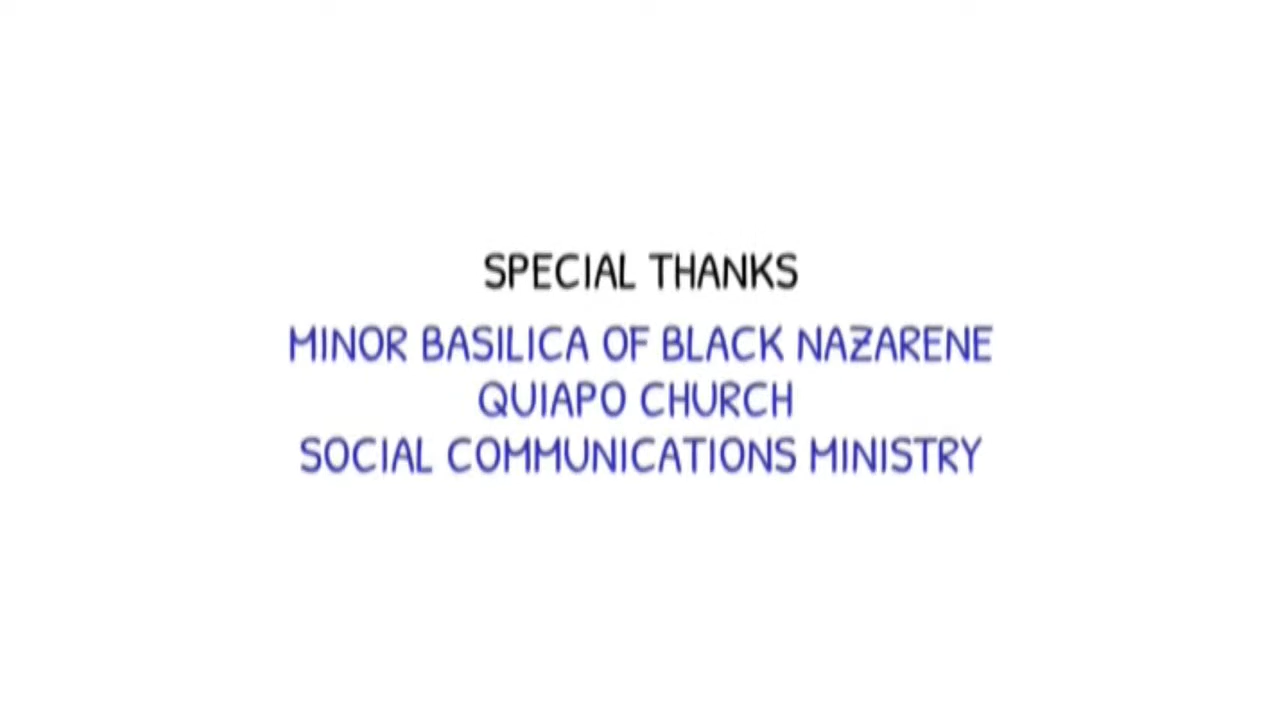 SPECIAL THANKS
MINOR BASILICA OF BLACK NAZARENE
QUIAPO CHURCH
SOCIAL COMMUNICATIONS MINISTRY